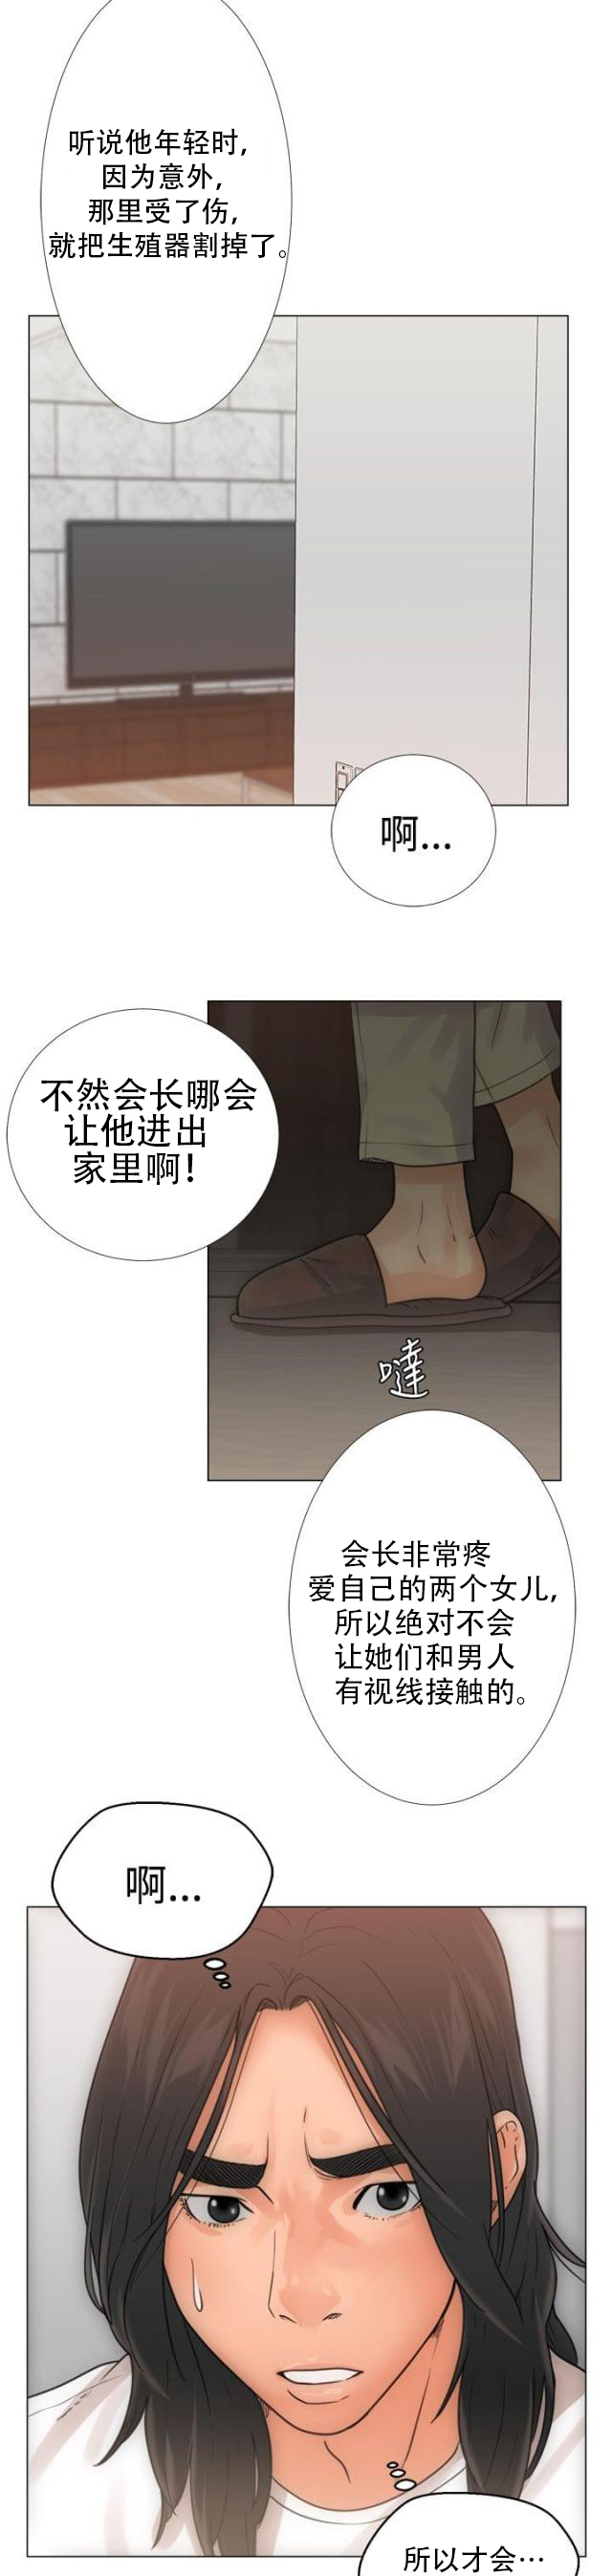 听说他年轻时，
因为意外，
那里受了伤，
就把生殖器割掉了。
啊...
不然会长哪会
让他进出
家里啊！
噠
会长非常疼
爱自己的两个女儿，
所以绝对不会
让她们和男人
有视线接触的。
啊...
所以才会…